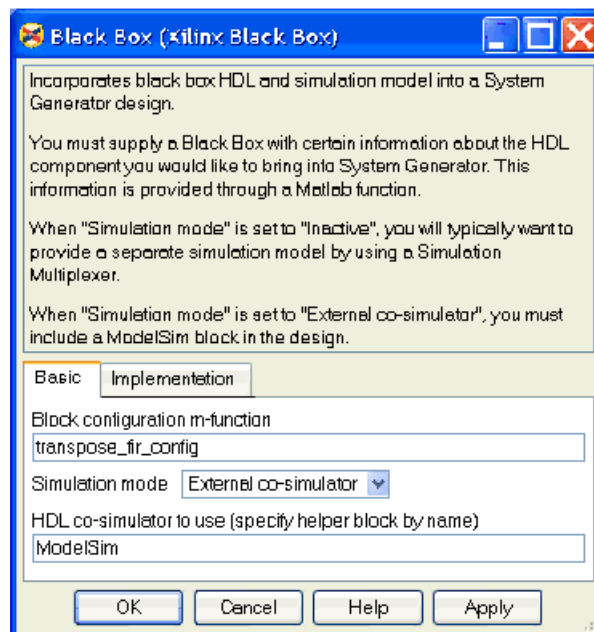 Black Box (Xilinx Black Box)
Incorporates black box HDL and simulation model into a System
Generator design.
You must supply a Black Box with certain information about the HDL
component you would like to bring into System Generator. This
information is provided through a Matlab function.
When "Simulation mode" is set to "Inactive", you will typically want to
provide a separate simulation model by using a Simulation
Multiplexer.
When "Simulation mode" is set to "External co-simulator", you must
include a ModelSim block in the design.
Basic Implementation
Block configuration m-function
transpose_fir_config
Simulation mode External co-simulator
HDL co-simulator to use (specify helper block by name)
ModelSim
OK Cancel Help Apply